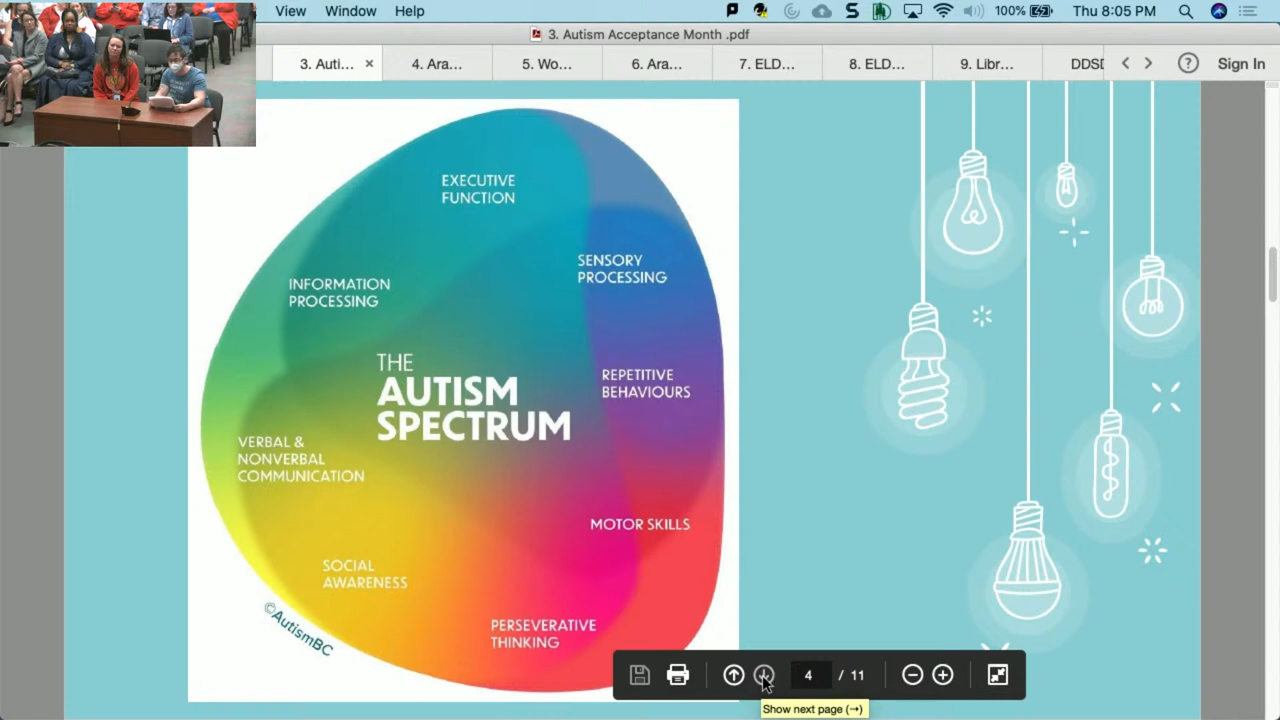 View Window Help
100%
Thu 8:05 PM
3. Autism Acceptance Month .pdf
3. Auti... ×
4. Ara...
5. Wo...
6. Ara...
7. ELD...
8. ELD...
9. Libr...
DDSD
Sign In
EXECUTIVE
FUNCTION
SENSORY
PROCESSING
INFORMATION
PROCESSING
THE
AUTISM
SPECTRUM
REPETITIVE
BEHAVIOURS
VERBAL &
NONVERBAL
COMMUNICATION
MOTOR SKILLS
SOCIAL
AWARENESS
PERSEVERATIVE
THINKING
©AutismBC
4 / 11
Show next page (→)